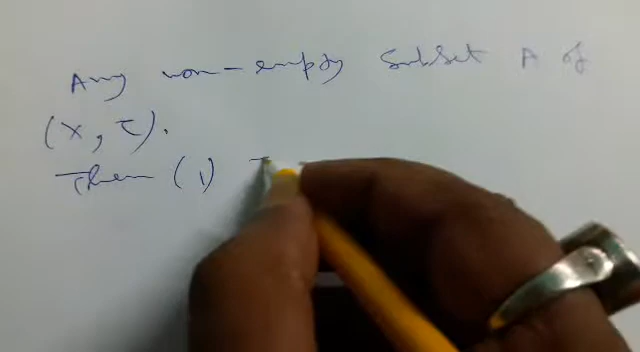 Any non-empty Subset A of
(X, τ).
Then (1)